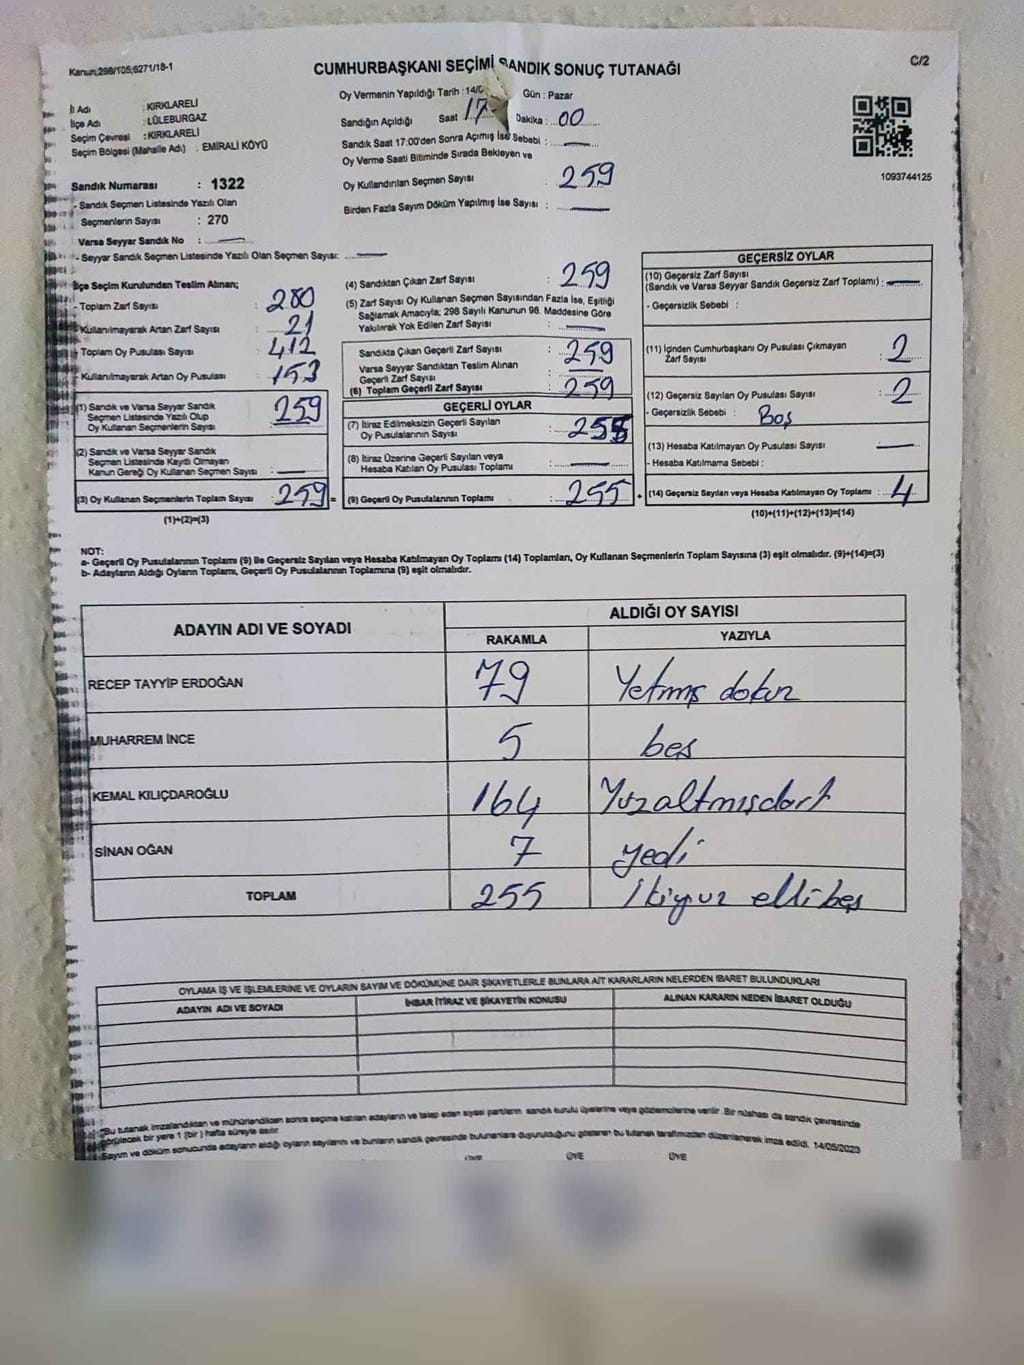 Kanun;298/105;6271/18-1
C/2
CUMHURBAŞKANI SEÇİMİ SANDIK SONUÇ TUTANAĞI
İl Adı : KIRKLARELİ
İlçe Adı : LÜLEBURGAZ
Seçim Çevresi : KIRKLARELİ
Seçim Bölgesi (Mahalle Adı) : EMİRALİ KÖYÜ
Sandık Numarası : 1322
- Sandık Seçmen Listesinde Yazılı Olan
Seçmenlerin Sayısı : 270
Varsa Seyyar Sandık No :
- Seyyar Sandık Seçmen Listesinde Yazılı Olan Seçmen Sayısı:
Oy Vermenin Yapıldığı Tarih : 14/0 Gün : Pazar
Sandığın Açıldığı Saat 17 Dakika : 00
Sandık Saat 17:00'den Sonra Açımış İse Sebebi :
Oy Verme Saati Bitiminde Sırada Bekleyen ve
Oy Kullandırılan Seçmen Sayısı : 259
Birden Fazla Sayım Döküm Yapılmış İse Sayısı :
1093744125
İlçe Seçim Kurulundan Teslim Alınan;
- Toplam Zarf Sayısı : 280
- Kullanılmayarak Artan Zarf Sayısı : 21
- Toplam Oy Pusulası Sayısı : 412
- Kullanılmayarak Artan Oy Pusulası : 153
(1) Sandık ve Varsa Seyyar Sandık
Seçmen Listesinde Yazılı Olup
Oy Kullanan Seçmenlerin Sayısı : 259
(2) Sandık ve Varsa Seyyar Sandık
Seçmen Listesinde Kaydı Olmayan
Kanun Gereği Oy Kullanan Seçmen Sayısı :
(3) Oy Kullanan Seçmenlerin Toplam Sayısı : 259 =
(1)+(2)=(3)
(4) Sandıktan Çıkan Zarf Sayısı : 259
(5) Zarf Sayısı Oy Kullanan Seçmen Sayısından Fazla İse, Eşitliği
Sağlamak Amacıyla; 298 Sayılı Kanunun 98. Maddesine Göre
Yakılırak Yok Edilen Zarf Sayısı :
Sandıkta Çıkan Geçerli Zarf Sayısı : 259
Varsa Seyyar Sandıktan Teslim Alınan
Geçerli Zarf Sayısı :
(6) Toplam Geçerli Zarf Sayısı : 259
GEÇERLİ OYLAR
(7) İtiraz Edilmeksizin Geçerli Sayılan
Oy Pusulalarının Sayısı : 255
(8) İtiraz Üzerine Geçerli Sayılan veya
Hesaba Katılan Oy Pusulası Toplamı :
(9) Geçerli Oy Pusulalarının Toplamı : 255 +
GEÇERSİZ OYLAR
(10) Geçersiz Zarf Sayısı
(Sandık ve Varsa Seyyar Sandık Geçersiz Zarf Toplamı) :
- Geçersizlik Sebebi :
(11) İçinden Cumhurbaşkanı Oy Pusulası Çıkmayan
Zarf Sayısı : 2
(12) Geçersiz Sayılan Oy Pusulası Sayısı : 2
- Geçersizlik Sebebi : Boş
(13) Hesaba Katılmayan Oy Pusulası Sayısı
- Hesaba Katılmama Sebebi :
(14) Geçersiz Sayılan veya Hesaba Katılmayan Oy Toplamı : 4
(10)+(11)+(12)+(13)=(14)
NOT:
a- Geçerli Oy Pusulalarının Toplamı (9) ile Geçersiz Sayılan veya Hesaba Katılmayan Oy Toplamı (14) Toplamları, Oy Kullanan Seçmenlerin Toplam Sayısına (3) eşit olmalıdır. (9)+(14)=(3)
b- Adayların Aldığı Oyların Toplamı, Geçerli Oy Pusulalarının Toplamına (9) eşit olmalıdır.
ADAYIN ADI VE SOYADI
ALDIĞI OY SAYISI
RAKAMLA YAZIYLA
RECEP TAYYİP ERDOĞAN 79 Yetmiş dokuz
MUHARREM İNCE 5 beş
KEMAL KILIÇDAROĞLU 164 Yüzaltmışdört
SİNAN OĞAN 7 yedi
TOPLAM 255 İkiyüz elli beş
OYLAMA İŞ VE İŞLEMLERİNE VE OYLARIN SAYIM VE DÖKÜMÜNE DAİR ŞİKAYETLERLE BUNLARA AİT KARARLARIN NELERDEN İBARET BULUNDUKLARI
ADAYIN ADI VE SOYADI İHBAR İTİRAZ VE ŞİKAYETİN KONUSU ALINAN KARARIN NEDEN İBARET OLDUĞU
"Bu tutanak imzalandıktan ve mühürlendikten sonra seçime katılan adayların ve talep eden siyasi partilerin sandık kurulu üyelerine veya gözlemcilerine verilir. Bir nüshası da sandık çevresinde
görülecek bir yere 1 (bir) hafta süreyle asılır.
Sayım ve döküm sonucunda adayların aldığı oyların sayılarını ve bunların sandık çevresinde bulunanlara duyurulduğunu gösteren bu tutanak tarafımızdan düzenlenerek imza edildi. 14/05/2023
ÜYE ÜYE ÜYE